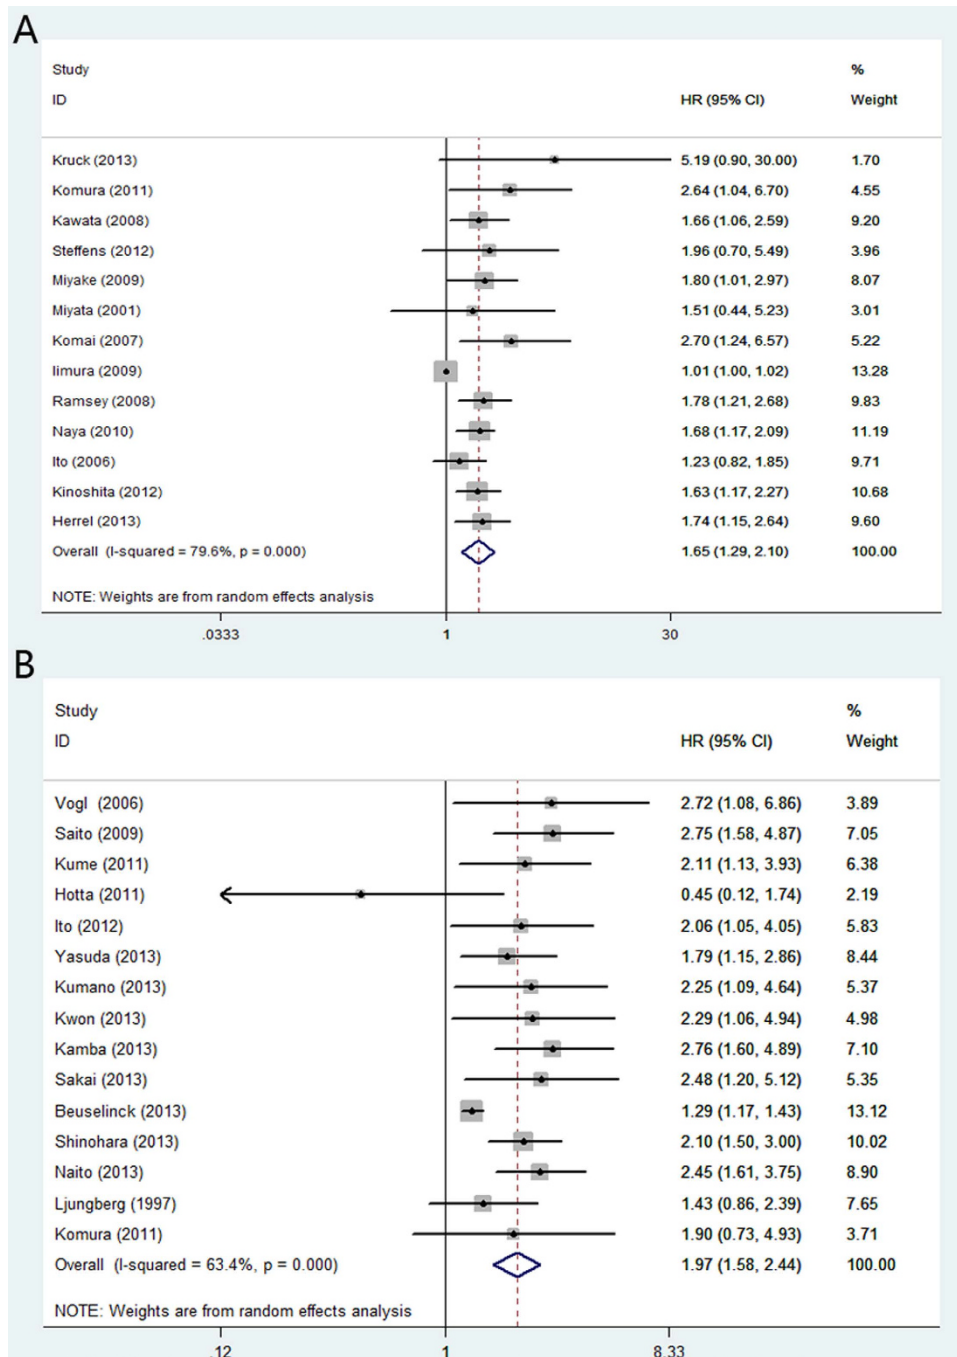 A
Study %
ID HR (95% CI) Weight
Kruck (2013) 5.19 (0.90, 30.00) 1.70
Komura (2011) 2.64 (1.04, 6.70) 4.55
Kawata (2008) 1.66 (1.06, 2.59) 9.20
Steffens (2012) 1.96 (0.70, 5.49) 3.96
Miyake (2009) 1.80 (1.01, 2.97) 8.07
Miyata (2001) 1.51 (0.44, 5.23) 3.01
Komai (2007) 2.70 (1.24, 6.57) 5.22
Iimura (2009) 1.01 (1.00, 1.02) 13.28
Ramsey (2008) 1.78 (1.21, 2.68) 9.83
Naya (2010) 1.68 (1.17, 2.09) 11.19
Ito (2006) 1.23 (0.82, 1.85) 9.71
Kinoshita (2012) 1.63 (1.17, 2.27) 10.68
Herrel (2013) 1.74 (1.15, 2.64) 9.60
Overall (I-squared = 79.6%, p = 0.000) 1.65 (1.29, 2.10) 100.00
NOTE: Weights are from random effects analysis
.0333 1 30
B
Study %
ID HR (95% CI) Weight
Vogl (2006) 2.72 (1.08, 6.86) 3.89
Saito (2009) 2.75 (1.58, 4.87) 7.05
Kume (2011) 2.11 (1.13, 3.93) 6.38
Hotta (2011) 0.45 (0.12, 1.74) 2.19
Ito (2012) 2.06 (1.05, 4.05) 5.83
Yasuda (2013) 1.79 (1.15, 2.86) 8.44
Kumano (2013) 2.25 (1.09, 4.64) 5.37
Kwon (2013) 2.29 (1.06, 4.94) 4.98
Kamba (2013) 2.76 (1.60, 4.89) 7.10
Sakai (2013) 2.48 (1.20, 5.12) 5.35
Beuselinck (2013) 1.29 (1.17, 1.43) 13.12
Shinohara (2013) 2.10 (1.50, 3.00) 10.02
Naito (2013) 2.45 (1.61, 3.75) 8.90
Ljungberg (1997) 1.43 (0.86, 2.39) 7.65
Komura (2011) 1.90 (0.73, 4.93) 3.71
Overall (I-squared = 63.4%, p = 0.000) 1.97 (1.58, 2.44) 100.00
NOTE: Weights are from random effects analysis
.12 1 8.33